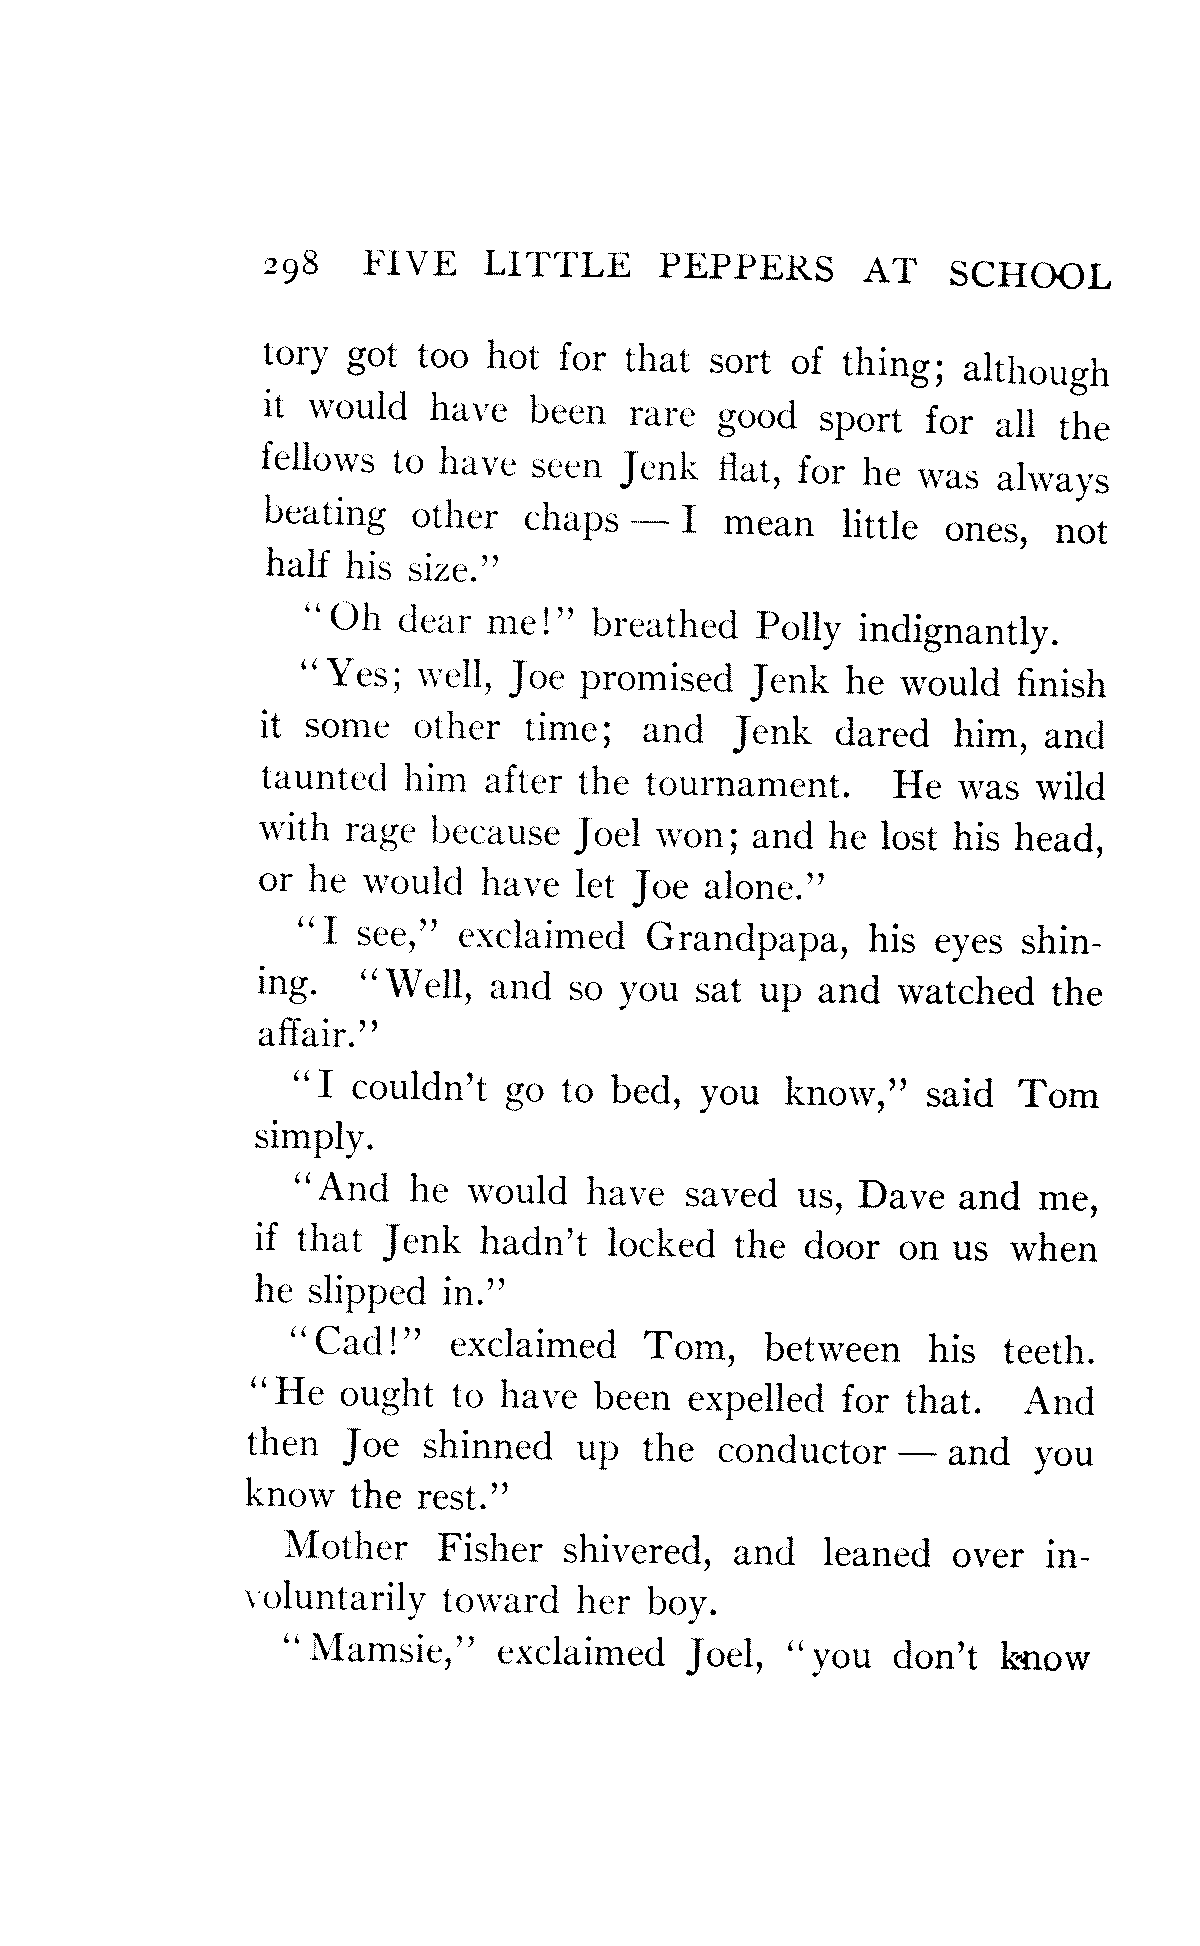 298 FIVE LITTLE PEPPERS AT SCHOOL
tory got too hot for that sort of thing; although
it would have been rare good sport for all the
fellows to have seen Jenk flat, for he was always
beating other chaps — I mean little ones, not
half his size."
"Oh dear me!" breathed Polly indignantly.
"Yes; well, Joe promised Jenk he would finish
it some other time; and Jenk dared him, and
taunted him after the tournament. He was wild
with rage because Joel won; and he lost his head,
or he would have let Joe alone."
"I see," exclaimed Grandpapa, his eyes shin-
ing. "Well, and so you sat up and watched the
affair."
"I couldn't go to bed, you know," said Tom
simply.
"And he would have saved us, Dave and me,
if that Jenk hadn't locked the door on us when
he slipped in."
"Cad!" exclaimed Tom, between his teeth.
"He ought to have been expelled for that. And
then Joe shinned up the conductor — and you
know the rest."
Mother Fisher shivered, and leaned over in-
voluntarily toward her boy.
"Mamsie," exclaimed Joel, "you don't know